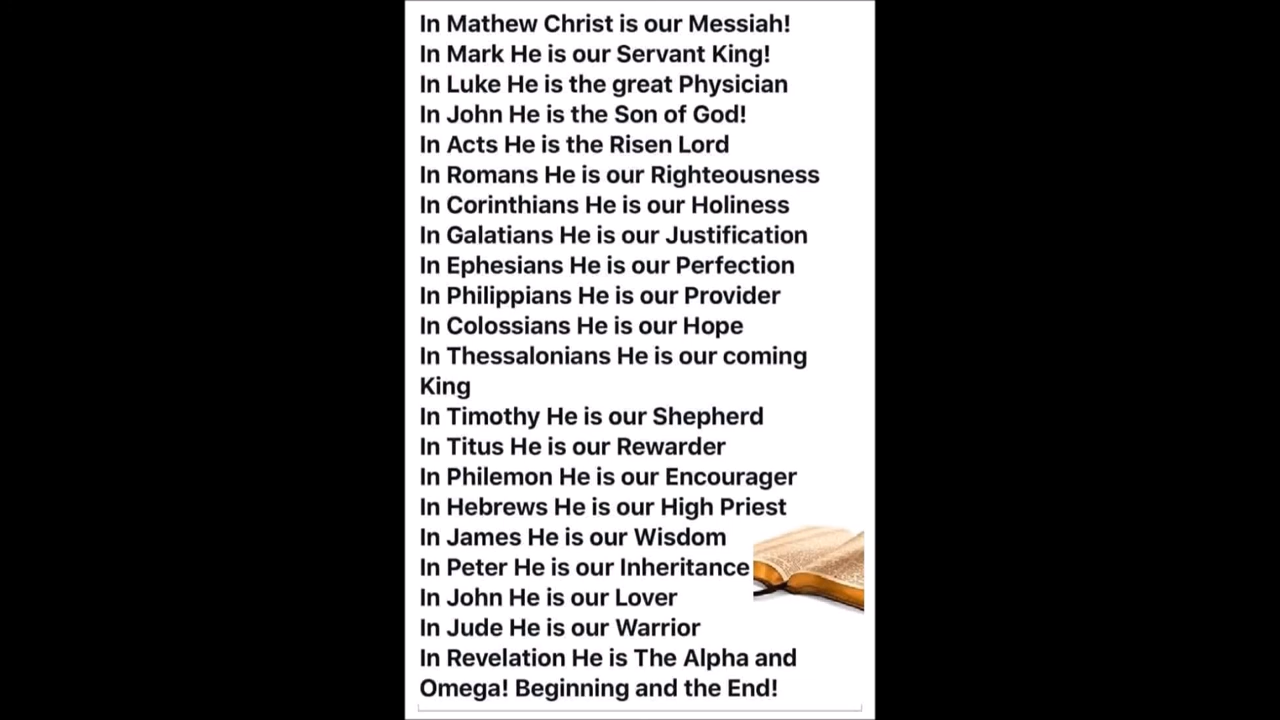 In Mathew Christ is our Messiah!
In Mark He is our Servant King!
In Luke He is the great Physician
In John He is the Son of God!
In Acts He is the Risen Lord
In Romans He is our Righteousness
In Corinthians He is our Holiness
In Galatians He is our Justification
In Ephesians He is our Perfection
In Philippians He is our Provider
In Colossians He is our Hope
In Thessalonians He is our coming
King
In Timothy He is our Shepherd
In Titus He is our Rewarder
In Philemon He is our Encourager
In Hebrews He is our High Priest
In James He is our Wisdom
In Peter He is our Inheritance
In John He is our Lover
In Jude He is our Warrior
In Revelation He is The Alpha and
Omega! Beginning and the End!